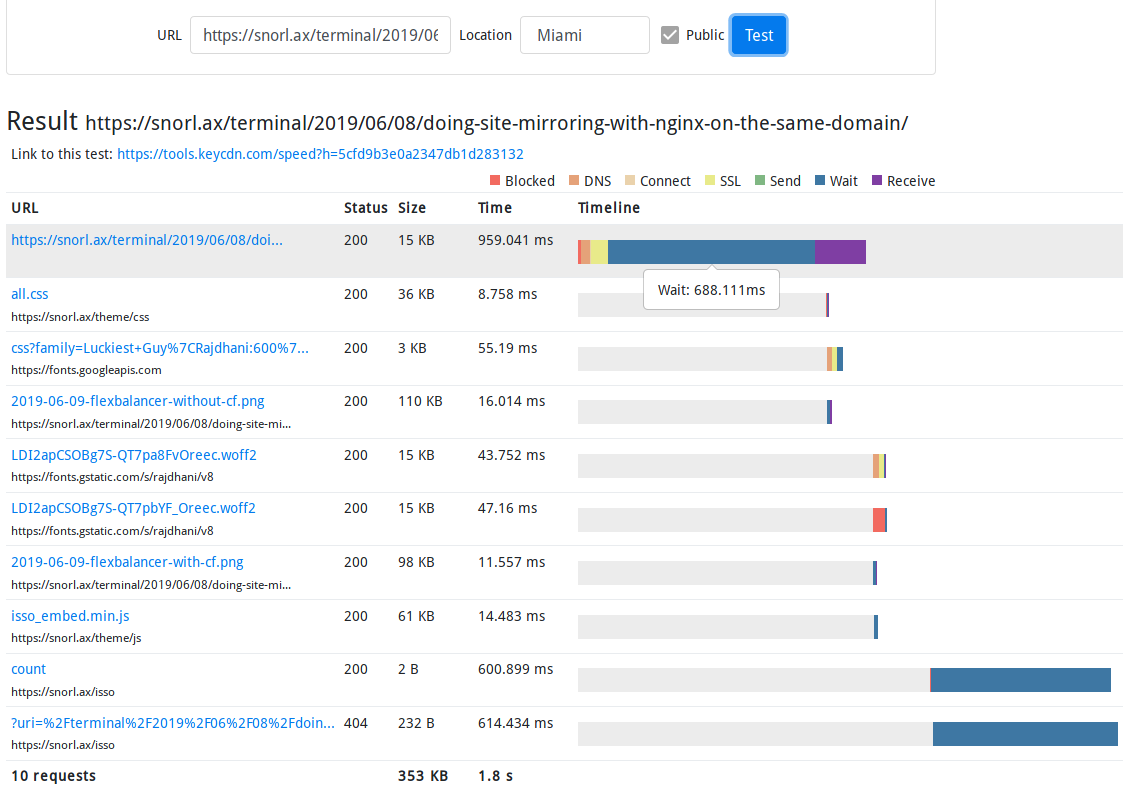 URL https://snorl.ax/terminal/2019/06 Location Miami Public Test
Result https://snorl.ax/terminal/2019/06/08/doing-site-mirroring-with-nginx-on-the-same-domain/
Link to this test: https://tools.keycdn.com/speed?h=5cfd9b3e0a2347db1d283132
Blocked DNS Connect SSL Send Wait Receive
URL Status Size Time Timeline
https://snorl.ax/terminal/2019/06/08/doi... 200 15 KB 959.041 ms
Wait: 688.111ms
all.css 200 36 KB 8.758 ms
https://snorl.ax/theme/css
css?family=Luckiest+Guy%7CRajdhani:600%7... 200 3 KB 55.19 ms
https://fonts.googleapis.com
2019-06-09-flexbalancer-without-cf.png 200 110 KB 16.014 ms
https://snorl.ax/terminal/2019/06/08/doing-site-mi...
LDI2apCSOBg7S-QT7pa8FvOreec.woff2 200 15 KB 43.752 ms
https://fonts.gstatic.com/s/rajdhani/v8
LDI2apCSOBg7S-QT7pbYF_Oreec.woff2 200 15 KB 47.16 ms
https://fonts.gstatic.com/s/rajdhani/v8
2019-06-09-flexbalancer-with-cf.png 200 98 KB 11.557 ms
https://snorl.ax/terminal/2019/06/08/doing-site-mi...
isso_embed.min.js 200 61 KB 14.483 ms
https://snorl.ax/theme/js
count 200 2 B 600.899 ms
https://snorl.ax/isso
?uri=%2Fterminal%2F2019%2F06%2F08%2Fdoin... 404 232 B 614.434 ms
https://snorl.ax/isso
10 requests 353 KB 1.8 s